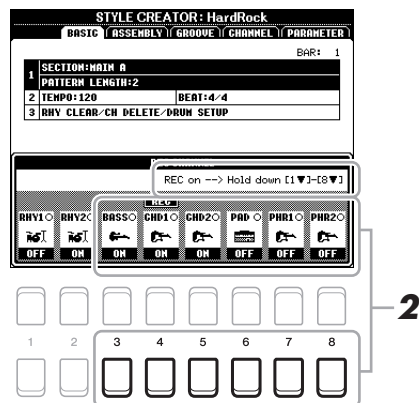 STYLE CREATOR: HardRock
BASIC ASSEMBLY GROOVE CHANNEL PARAMETER
BAR: 1
1 SECTION:MAIN A
PATTERN LENGTH:2
2 TEMPO:120 BEAT:4/4
3 RHY CLEAR/CH DELETE/DRUM SETUP
REC on --> Hold down [1▼]-[8▼]
REC
RHY1 RHY2 BASS CHD1 CHD2 PAD PHR1 PHR2
OFF ON ON ON ON OFF OFF OFF
2
1 2 3 4 5 6 7 8